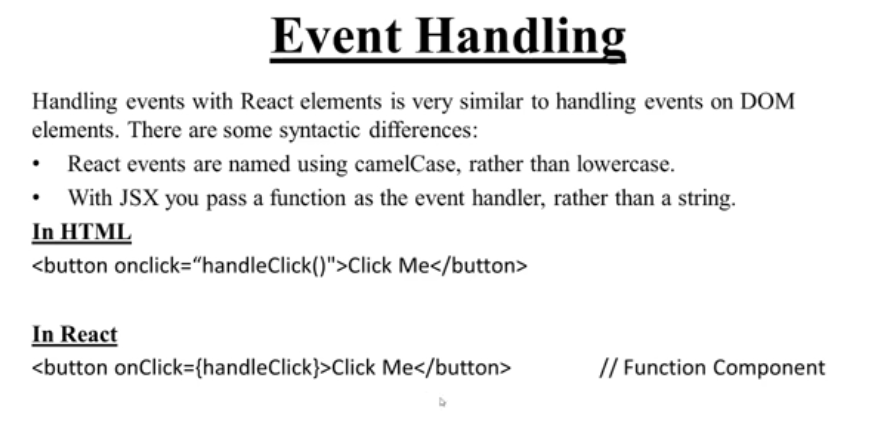 Event Handling
Handling events with React elements is very similar to handling events on DOM
elements. There are some syntactic differences:
• React events are named using camelCase, rather than lowercase.
• With JSX you pass a function as the event handler, rather than a string.
In HTML
<button onclick=“handleClick()">Click Me</button>
In React
<button onClick={handleClick}>Click Me</button> // Function Component